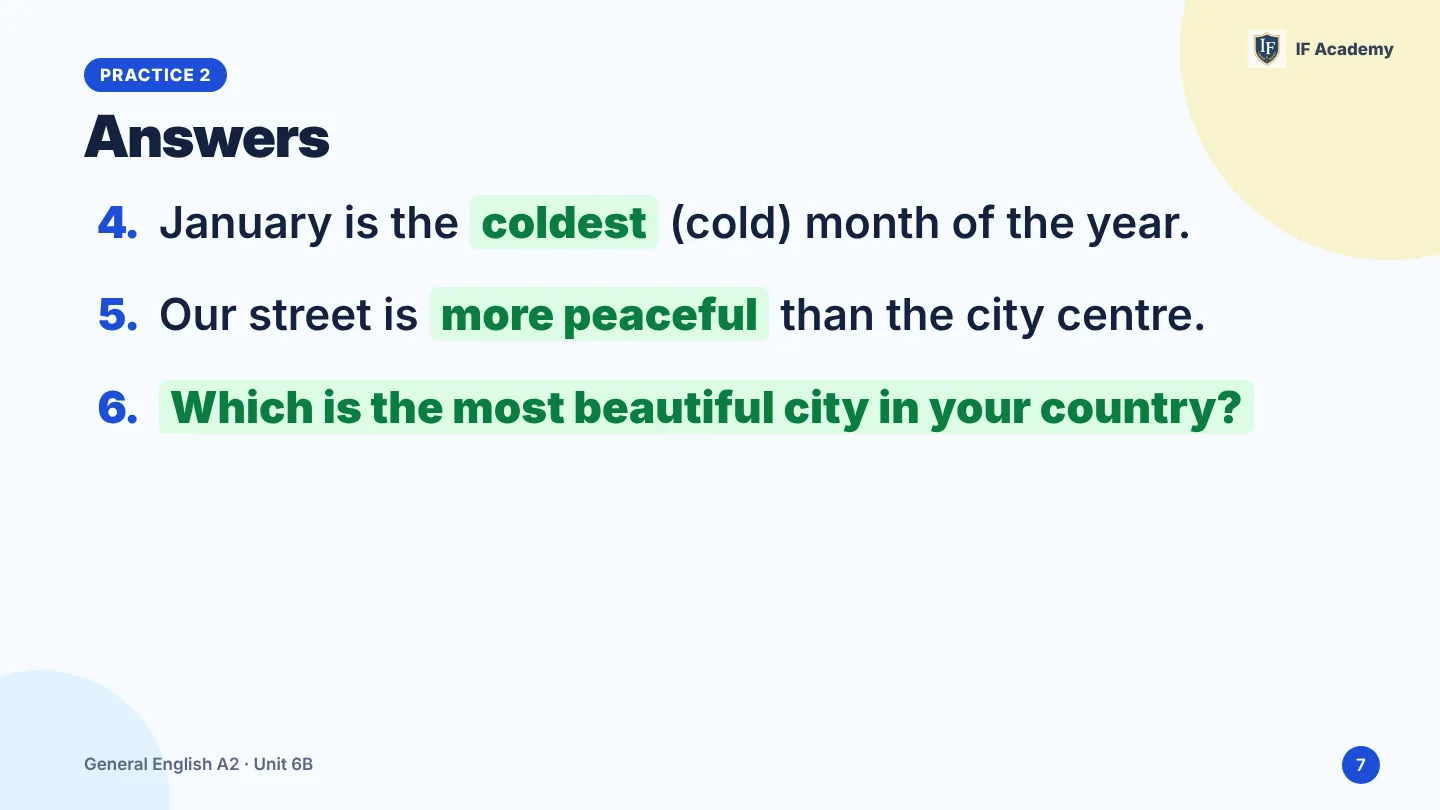 IF
IF Academy
PRACTICE 2
Answers
4. January is the coldest (cold) month of the year.
5. Our street is more peaceful than the city centre.
6. Which is the most beautiful city in your country?
General English A2 · Unit 6B
7